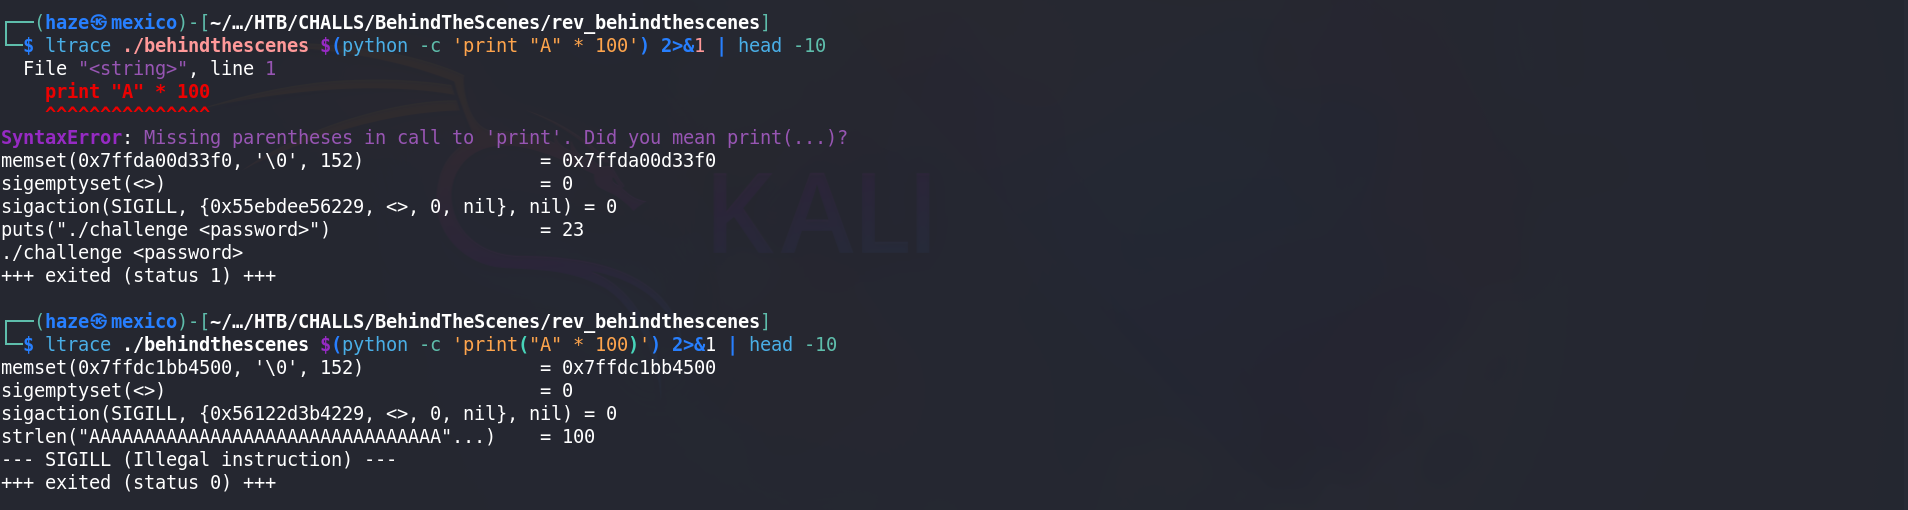 ┌──(haze㉿mexico)-[~/…/HTB/CHALLS/BehindTheScenes/rev_behindthescenes]
└─$ ltrace ./behindthescenes $(python -c 'print "A" * 100') 2>&1 | head -10
  File "<string>", line 1
    print "A" * 100
    ^^^^^^^^^^^^^^^
SyntaxError: Missing parentheses in call to 'print'. Did you mean print(...)?
memset(0x7ffda00d33f0, '\0', 152)                = 0x7ffda00d33f0
sigemptyset(<>)                                  = 0
sigaction(SIGILL, {0x55ebdee56229, <>, 0, nil}, nil) = 0
puts("./challenge <password>")                   = 23
./challenge <password>
+++ exited (status 1) +++
┌──(haze㉿mexico)-[~/…/HTB/CHALLS/BehindTheScenes/rev_behindthescenes]
└─$ ltrace ./behindthescenes $(python -c 'print("A" * 100)') 2>&1 | head -10
memset(0x7ffdc1bb4500, '\0', 152)                = 0x7ffdc1bb4500
sigemptyset(<>)                                  = 0
sigaction(SIGILL, {0x56122d3b4229, <>, 0, nil}, nil) = 0
strlen("AAAAAAAAAAAAAAAAAAAAAAAAAAAAAAAA"...)    = 100
--- SIGILL (Illegal instruction) ---
+++ exited (status 0) +++
KALI